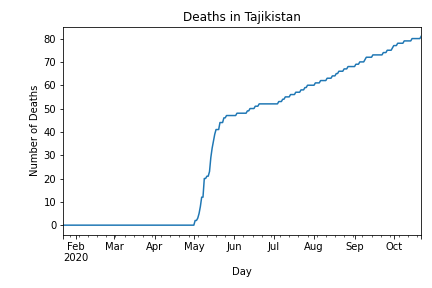 Deaths in Tajikistan
Number of Deaths
80
70
60
50
40
30
20
10
0
Feb Mar Apr May Jun Jul Aug Sep Oct
2020
Day